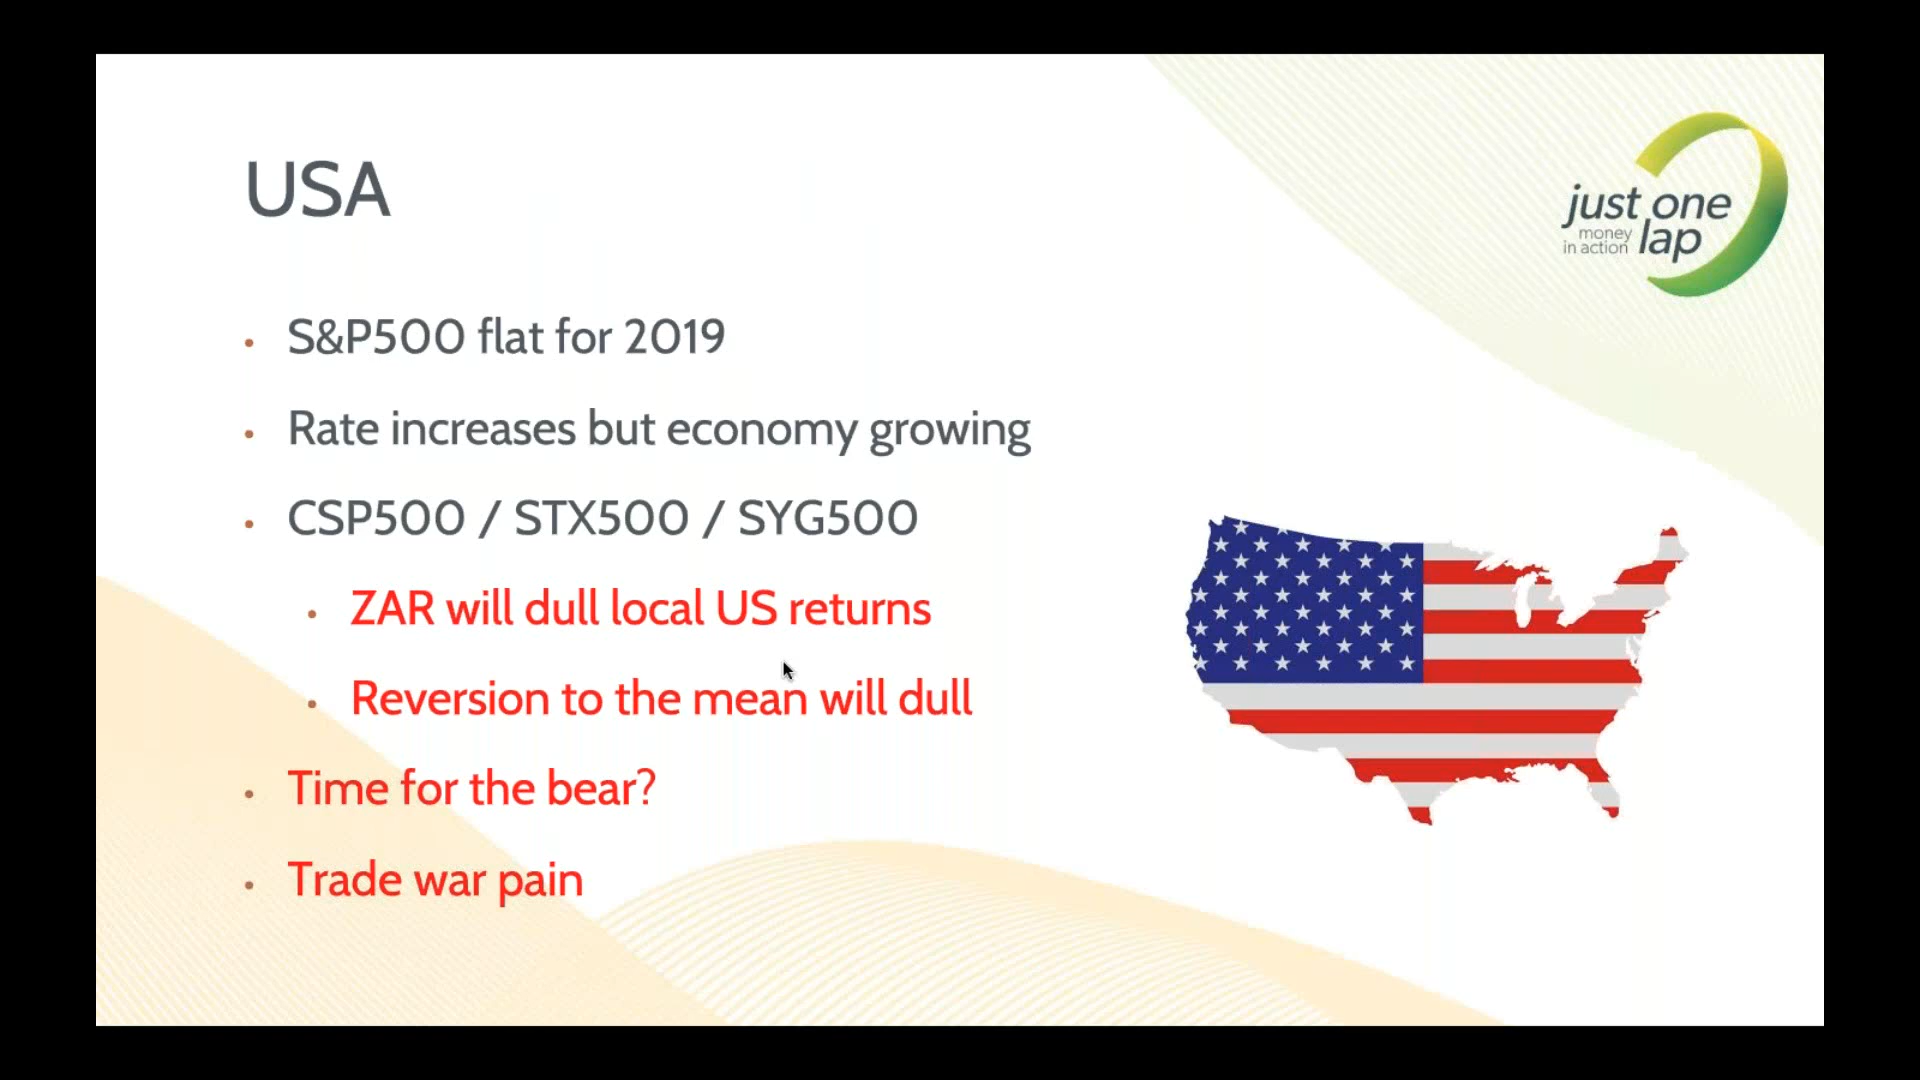 USA
just one
money
in action
lap
• S&P500 flat for 2019
• Rate increases but economy growing
• CSP500 / STX500 / SYG500
• ZAR will dull local US returns
• Reversion to the mean will dull
• Time for the bear?
• Trade war pain